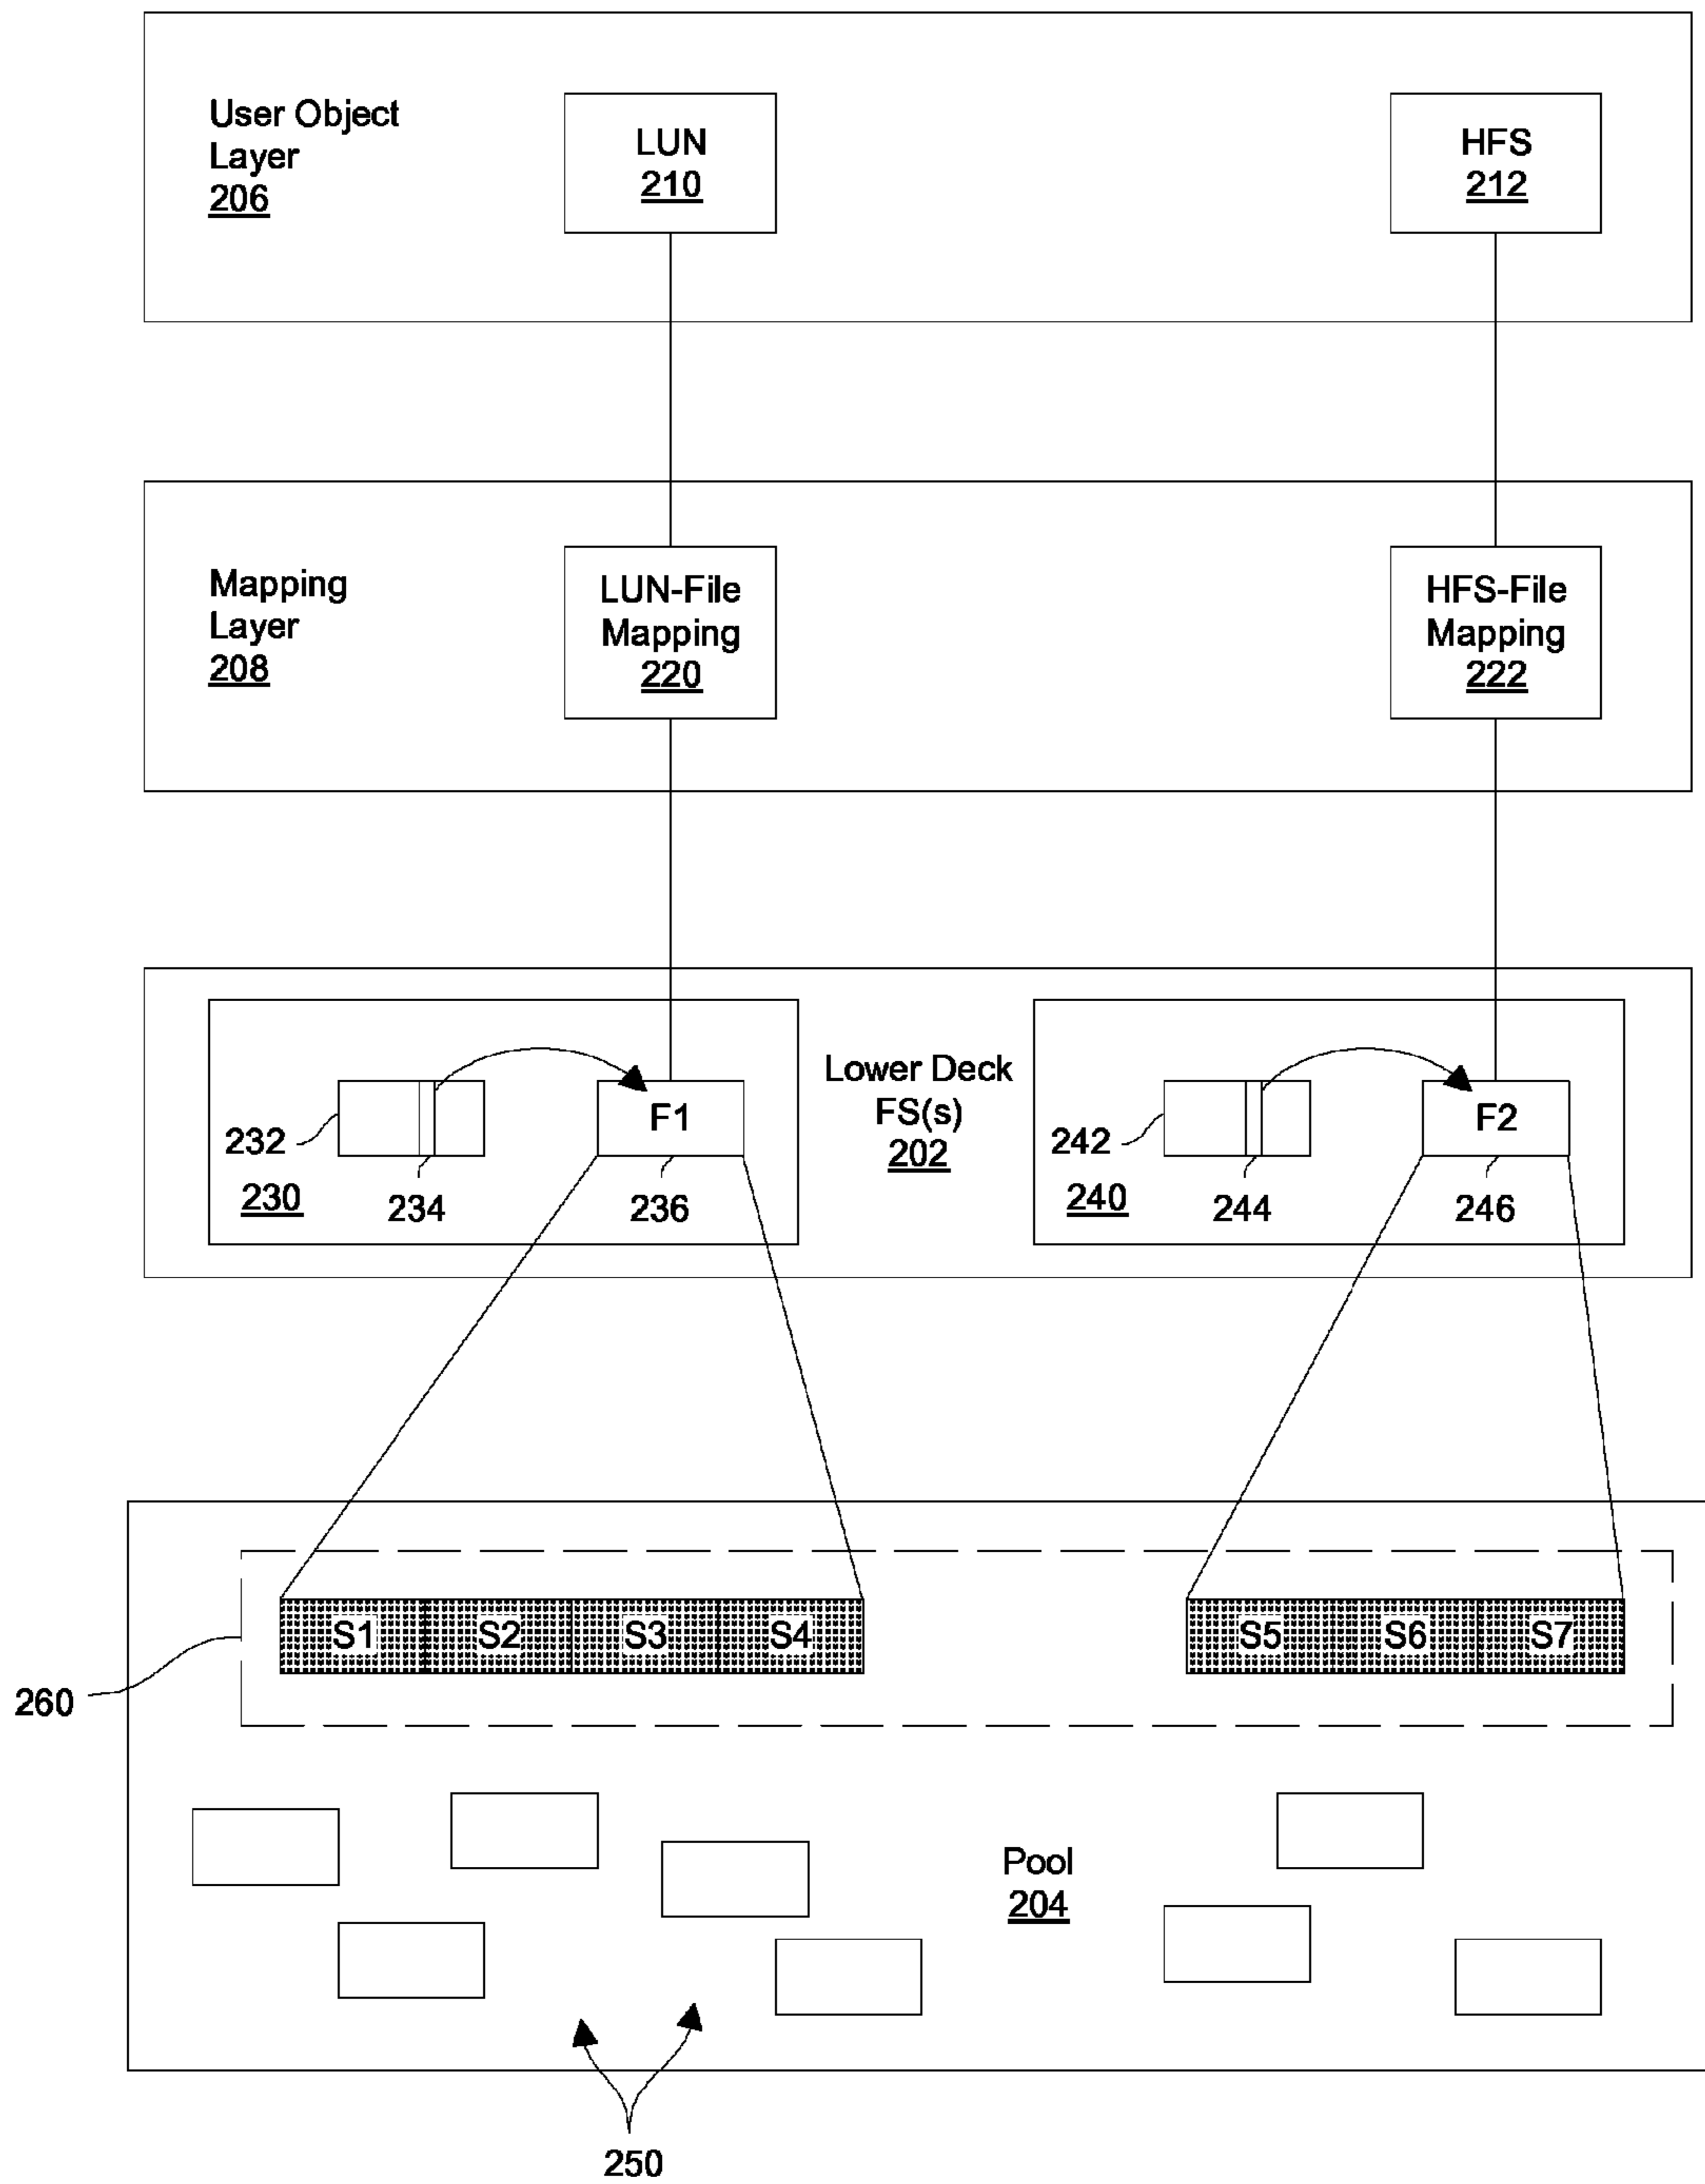 User Object
Layer
206
LUN
210
HFS
212
Mapping
Layer
208
LUN-File
Mapping
220
HFS-File
Mapping
222
Lower Deck
FS(s)
202
232
230
234
F1
236
242
240
244
F2
246
S1
S2
S3
S4
S5
S6
S7
260
Pool
204
250